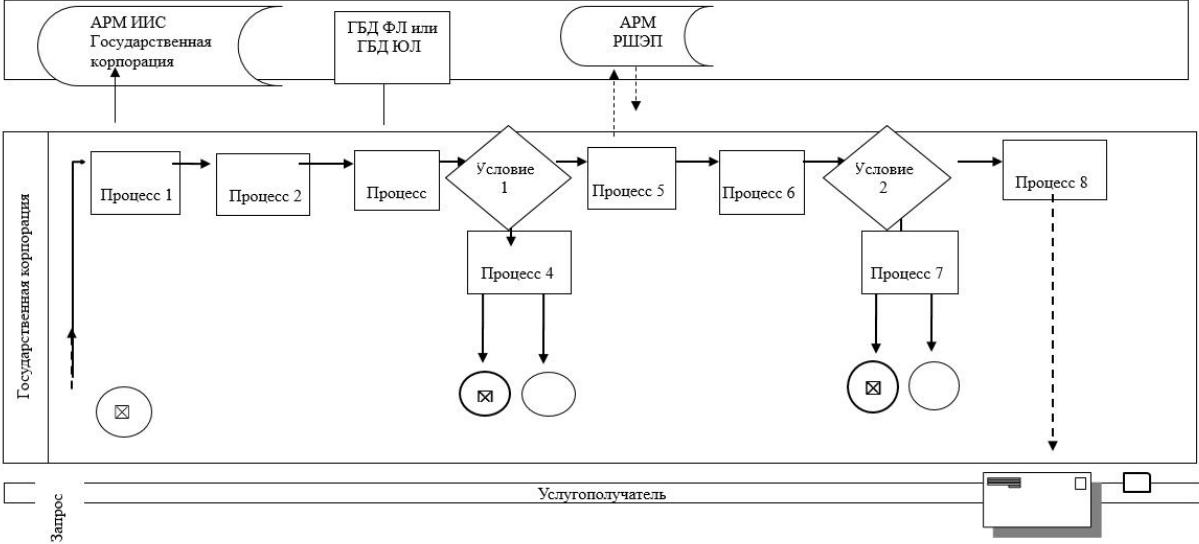 АРМ ИИС
Государственная
корпорация
ГБД ФЛ или
ГБД ЮЛ
АРМ
РШЭП
Государственная корпорация
Процесс 1
Процесс 2
Процесс
Условие
1
Процесс 5
Процесс 6
Условие
2
Процесс 8
Процесс 4
Процесс 7
Запрос
Услугополучатель